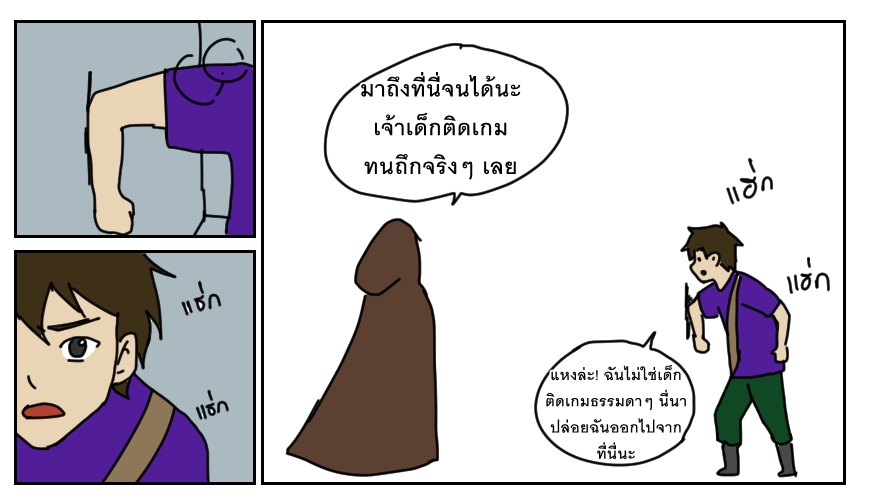 แฮ่ก
แฮ่ก
มาถึงที่นี่จนได้นะ
เจ้าเด็กติดเกม
ทนถึกจริงๆ เลย
แฮ่ก
แฮ่ก
แหงล่ะ! ฉันไม่ใช่เด็ก
ติดเกมธรรมดาๆ นี่นา
ปล่อยฉันออกไปจาก
ที่นี่นะ